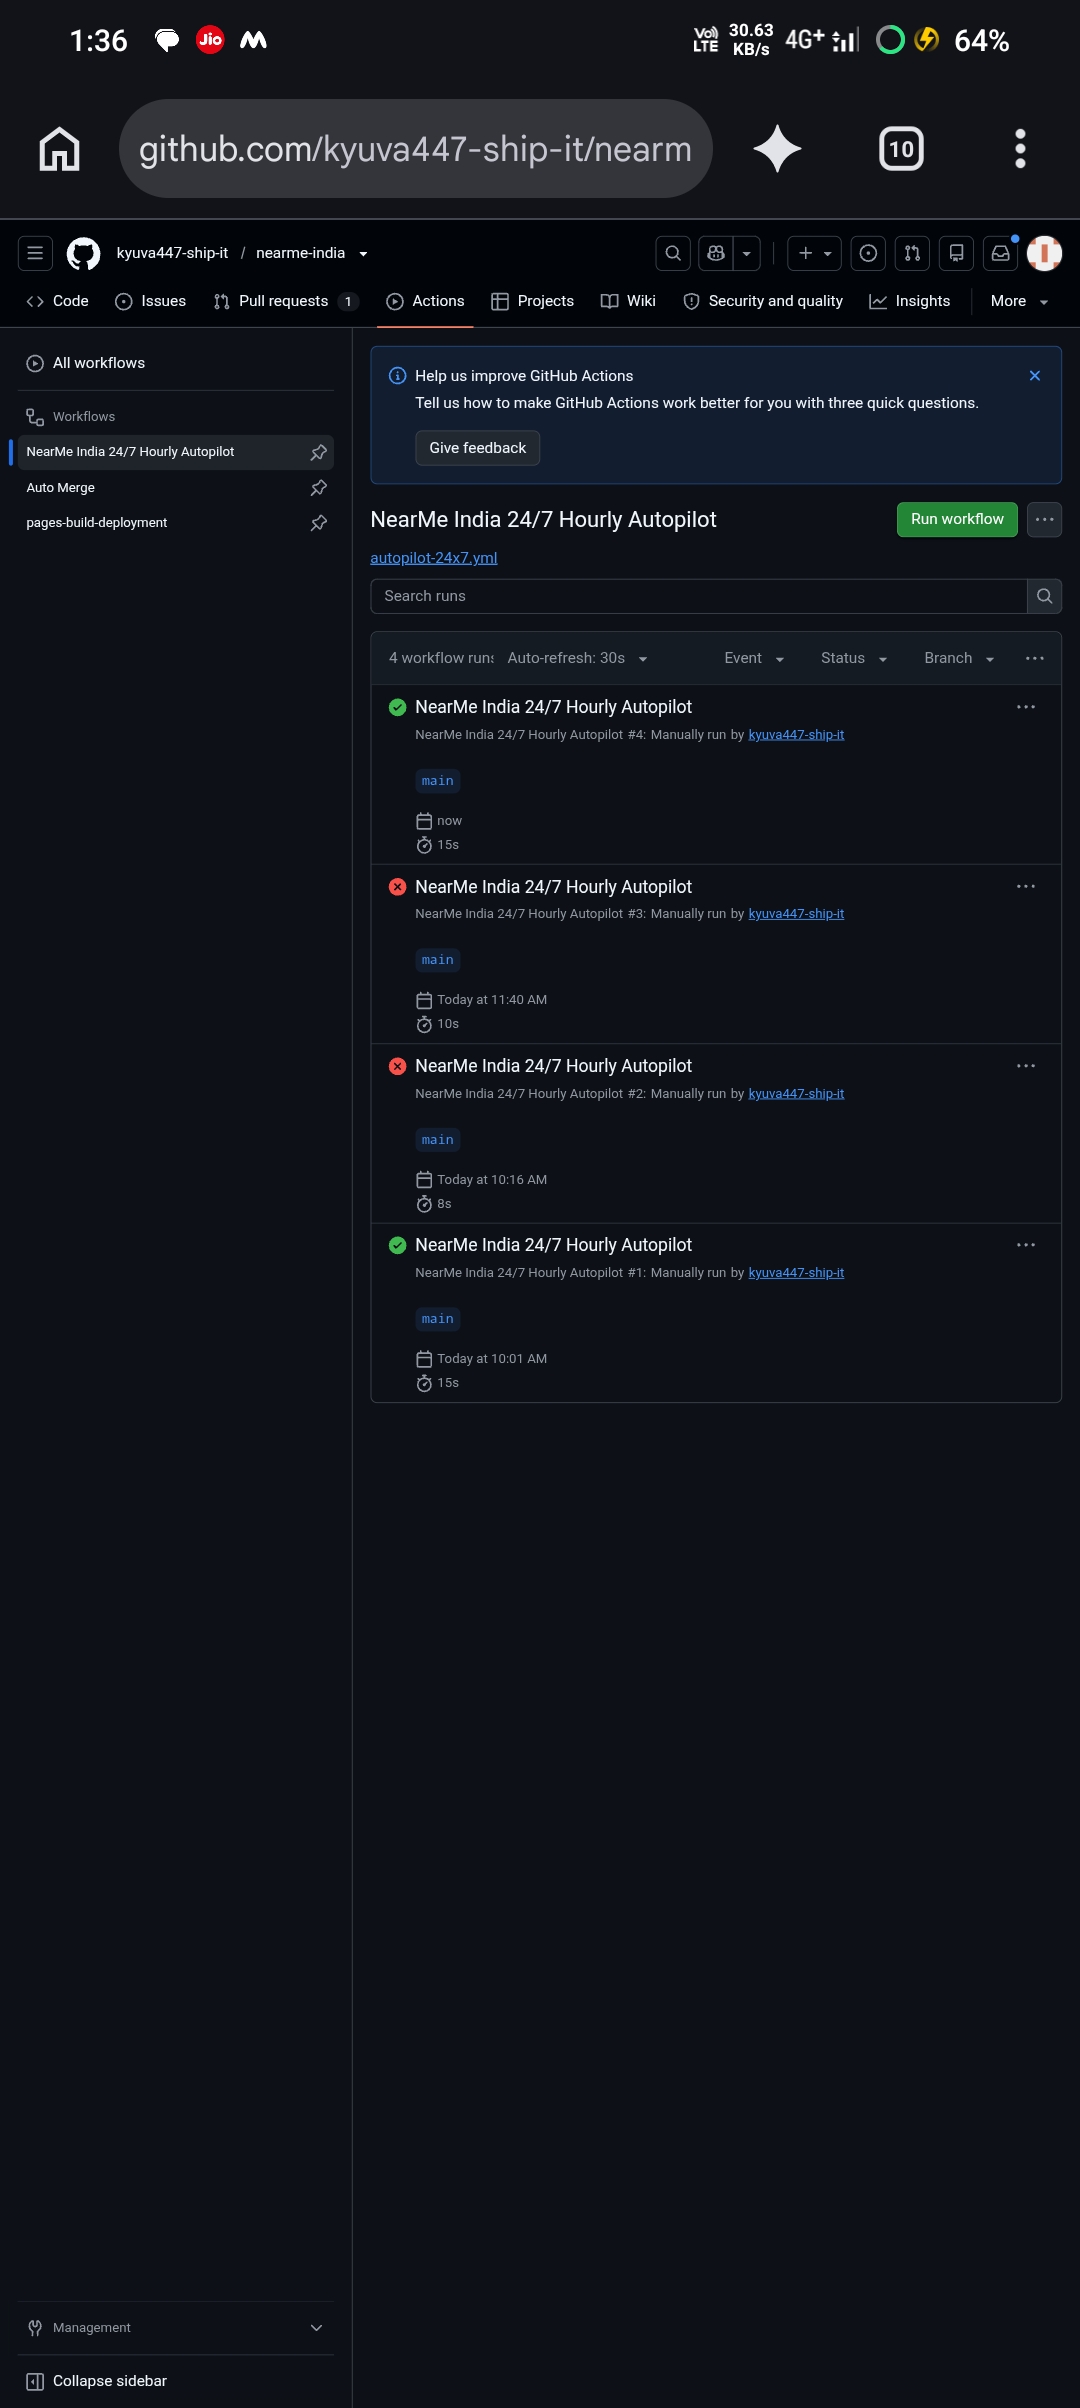 1:36
Jio
Vo)
LTE
30.63
KB/s
4G+
64%
github.com/kyuva447-ship-it/nearm
10
kyuva447-ship-it / nearme-india
Code
Issues
Pull requests 1
Actions
Projects
Wiki
Security and quality
Insights
More
All workflows
Workflows
NearMe India 24/7 Hourly Autopilot
Auto Merge
pages-build-deployment
Help us improve GitHub Actions
Tell us how to make GitHub Actions work better for you with three quick questions.
Give feedback
NearMe India 24/7 Hourly Autopilot
Run workflow
autopilot-24x7.yml
Search runs
4 workflow runs
Auto-refresh: 30s
Event
Status
Branch
NearMe India 24/7 Hourly Autopilot
NearMe India 24/7 Hourly Autopilot #4: Manually run by kyuva447-ship-it
main
now
15s
NearMe India 24/7 Hourly Autopilot
NearMe India 24/7 Hourly Autopilot #3: Manually run by kyuva447-ship-it
main
Today at 11:40 AM
10s
NearMe India 24/7 Hourly Autopilot
NearMe India 24/7 Hourly Autopilot #2: Manually run by kyuva447-ship-it
main
Today at 10:16 AM
8s
NearMe India 24/7 Hourly Autopilot
NearMe India 24/7 Hourly Autopilot #1: Manually run by kyuva447-ship-it
main
Today at 10:01 AM
15s
Management
Collapse sidebar